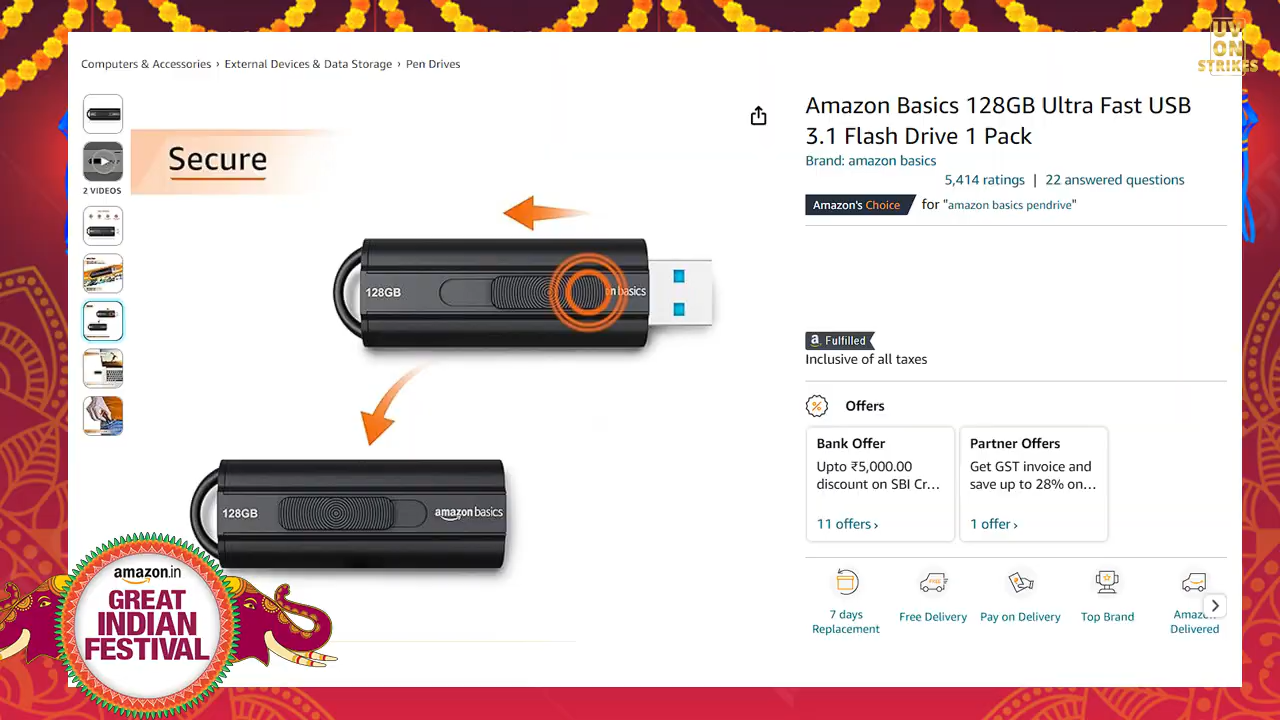 UV
ON
STRIKES
Computers & Accessories › External Devices & Data Storage › Pen Drives
2 VIDEOS
Secure
128GB
on basics
128GB
amazon basics
Amazon Basics 128GB Ultra Fast USB
3.1 Flash Drive 1 Pack
Brand: amazon basics
5,414 ratings | 22 answered questions
Amazon's Choice for "amazon basics pendrive"
a Fulfilled
Inclusive of all taxes
Offers
Bank Offer
Upto ₹5,000.00
discount on SBI Cr...
11 offers ›
Partner Offers
Get GST invoice and
save up to 28% on...
1 offer ›
7 days
Replacement
FREE
Free Delivery
Pay on Delivery
Top Brand
Amazon
Delivered
amazon.in
GREAT
INDIAN
FESTIVAL